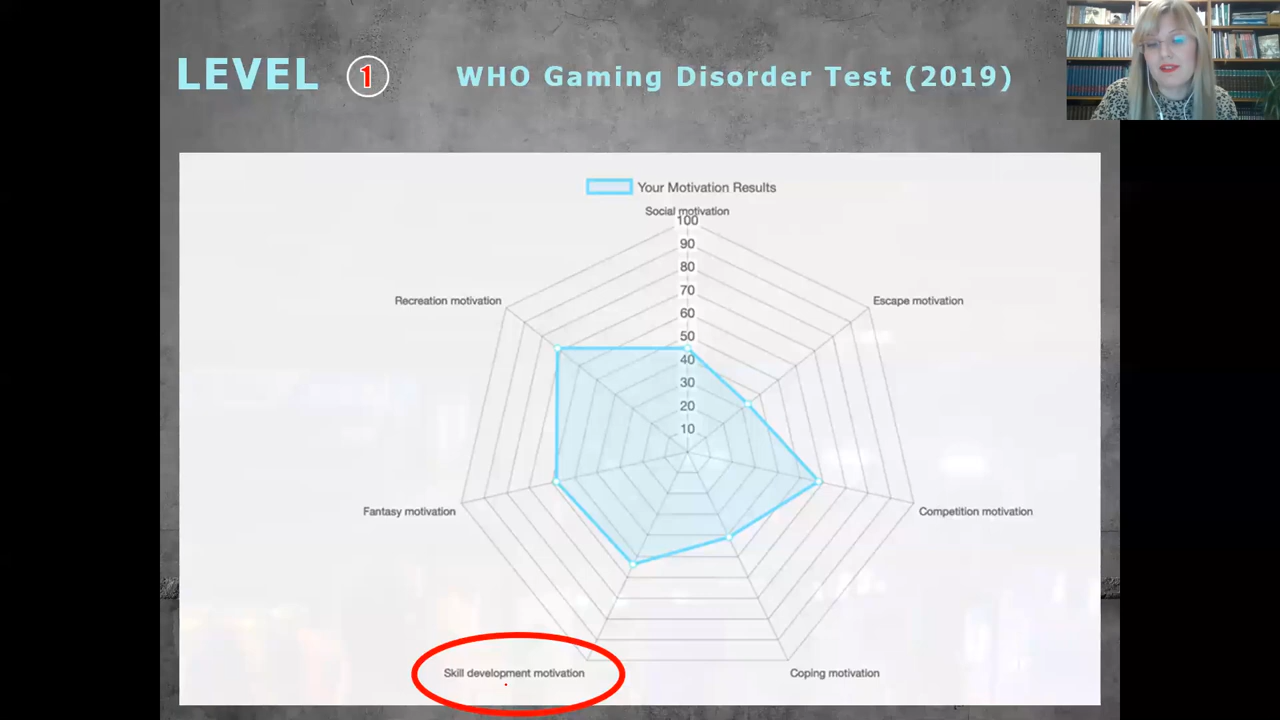 LEVEL 1
WHO Gaming Disorder Test (2019)
Your Motivation Results
Social motivation
100
90
80
70
60
50
40
30
20
10
Recreation motivation
Escape motivation
Fantasy motivation
Competition motivation
Skill development motivation
Coping motivation